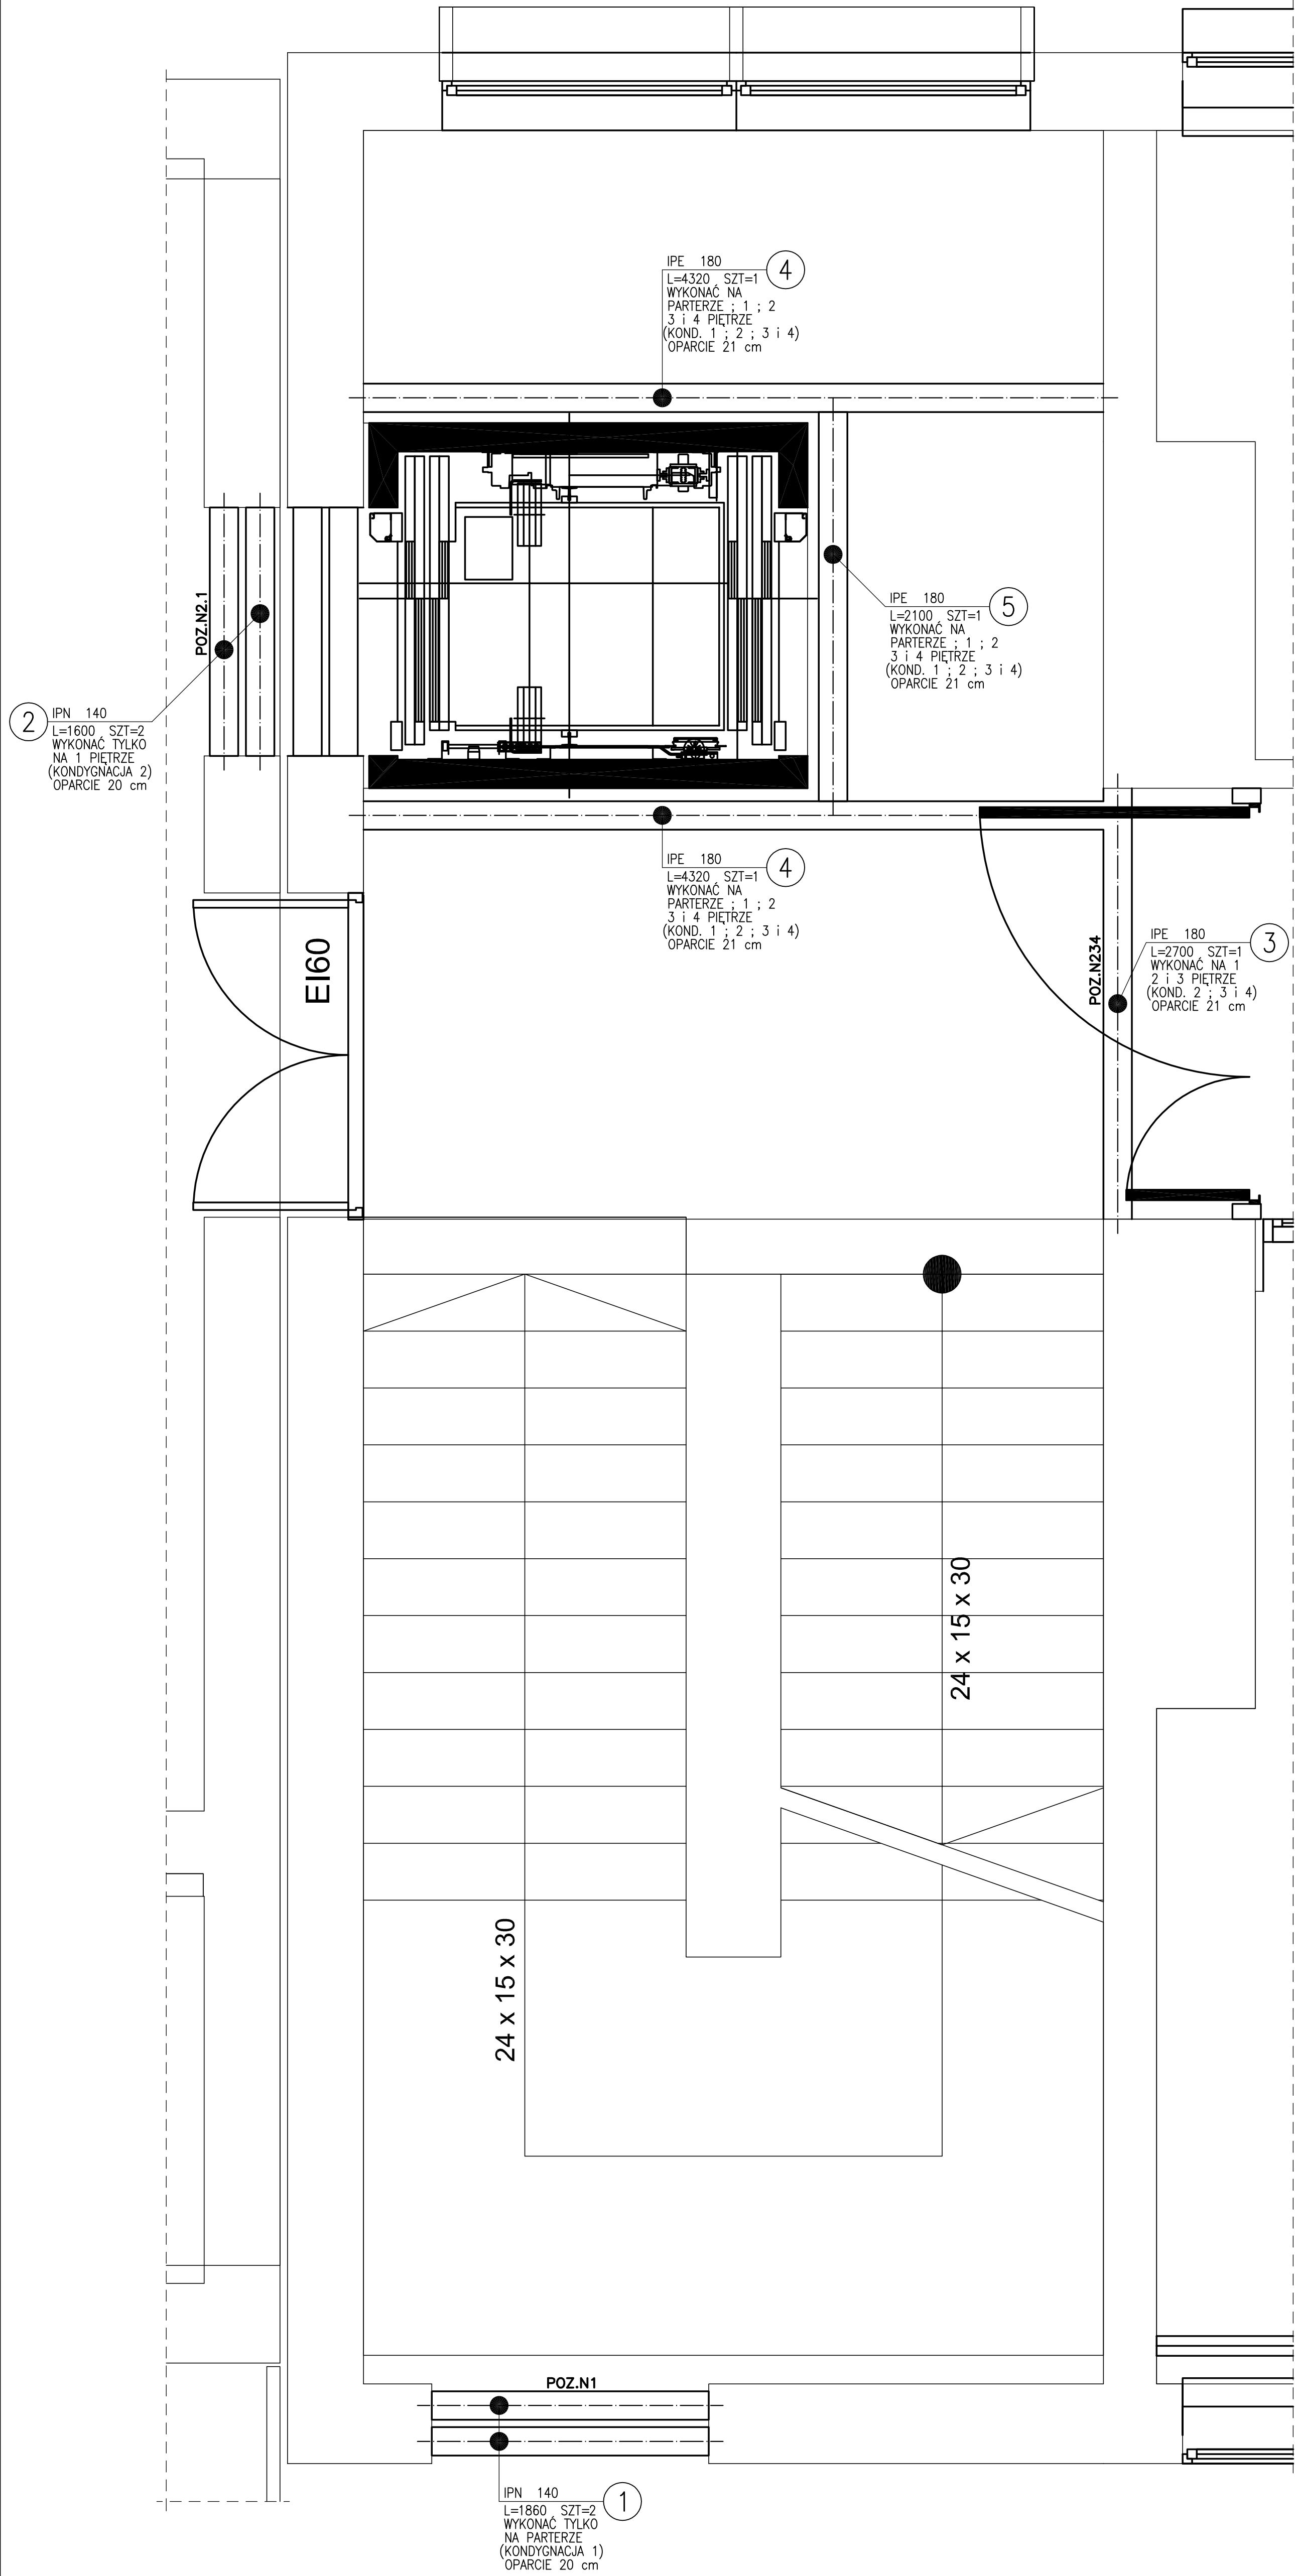 IPE 180
4
L=4320 SZT=1
WYKONAĆ NA
PARTERZE ; 1 ; 2
3 i 4 PIĘTRZE
(KOND. 1 ; 2 ; 3 i 4)
OPARCIE 21 cm
IPE 180
5
L=2100 SZT=1
WYKONAĆ NA
PARTERZE ; 1 ; 2
3 i 4 PIĘTRZE
(KOND. 1 ; 2 ; 3 i 4)
OPARCIE 21 cm
POZ.N2.1
2
IPN 140
L=1600 SZT=2
WYKONAĆ TYLKO
NA 1 PIĘTRZE
(KONDYGNACJA 2)
OPARCIE 20 cm
IPE 180
4
L=4320 SZT=1
WYKONAĆ NA
PARTERZE ; 1 ; 2
3 i 4 PIĘTRZE
(KOND. 1 ; 2 ; 3 i 4)
OPARCIE 21 cm
EI60
POZ.N234
IPE 180
3
L=2700 SZT=1
WYKONAĆ NA 1
2 i 3 PIĘTRZE
(KOND. 2 ; 3 i 4)
OPARCIE 21 cm
24 x 15 x 30
24 x 15 x 30
POZ.N1
IPN 140
1
L=1860 SZT=2
WYKONAĆ TYLKO
NA PARTERZE
(KONDYGNACJA 1)
OPARCIE 20 cm